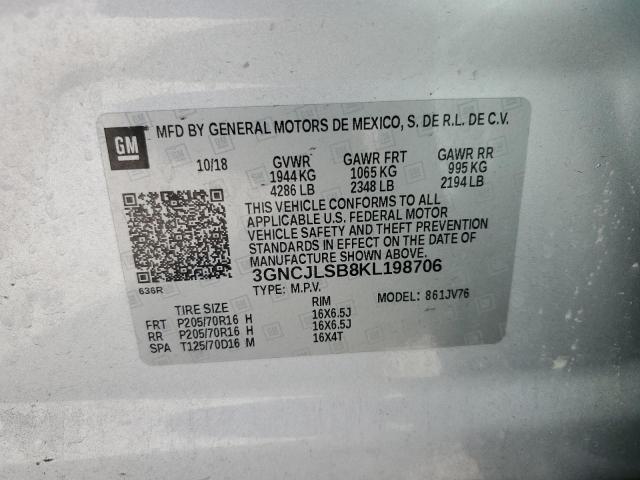 GM MFD BY GENERAL MOTORS DE MEXICO, S. DE R.L. DE C.V.
10/18 GVWR GAWR FRT GAWR RR
1944 KG 1065 KG 995 KG
4286 LB 2348 LB 2194 LB
THIS VEHICLE CONFORMS TO ALL
APPLICABLE U.S. FEDERAL MOTOR
VEHICLE SAFETY AND THEFT PREVENTION
STANDARDS IN EFFECT ON THE DATE OF
MANUFACTURE SHOWN ABOVE.
3GNCJLSB8KL198706
636R TYPE: M.P.V. MODEL: 861JV76
TIRE SIZE RIM
FRT P205/70R16 H 16X6.5J
RR P205/70R16 H 16X6.5J
SPA T125/70D16 M 16X4T